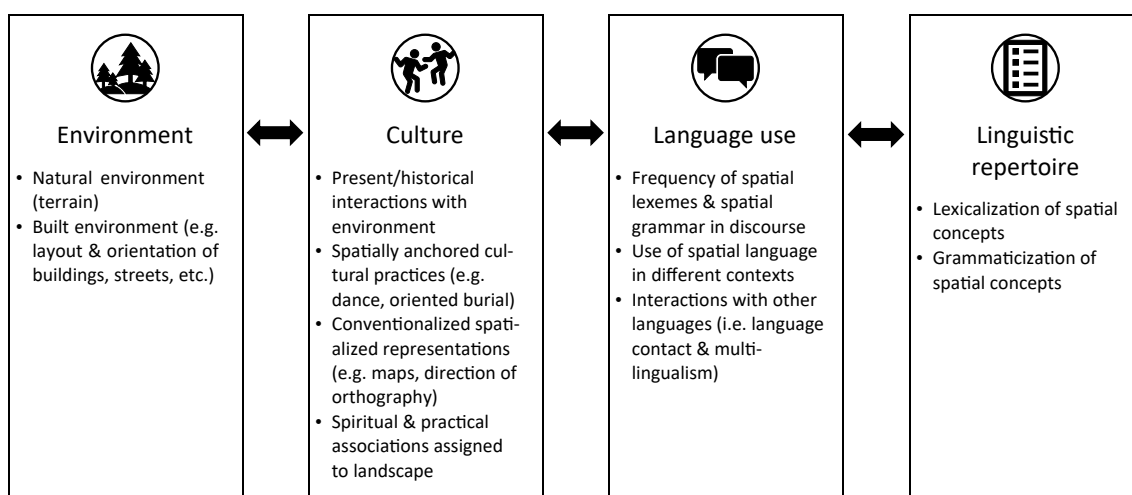 Environment
• Natural environment
(terrain)
• Built environment (e.g.
layout & orientation of
buildings, streets, etc.)
Culture
• Present/historical
interactions with
environment
• Spatially anchored cul-
tural practices (e.g.
dance, oriented burial)
• Conventionalized spati-
alized representations
(e.g. maps, direction of
orthography)
• Spiritual & practical
associations assigned
to landscape
Language use
• Frequency of spatial
lexemes & spatial
grammar in discourse
• Use of spatial language
in different contexts
• Interactions with other
languages (i.e. language
contact & multi-
lingualism)
Linguistic
repertoire
• Lexicalization of spatial
concepts
• Grammaticization of
spatial concepts